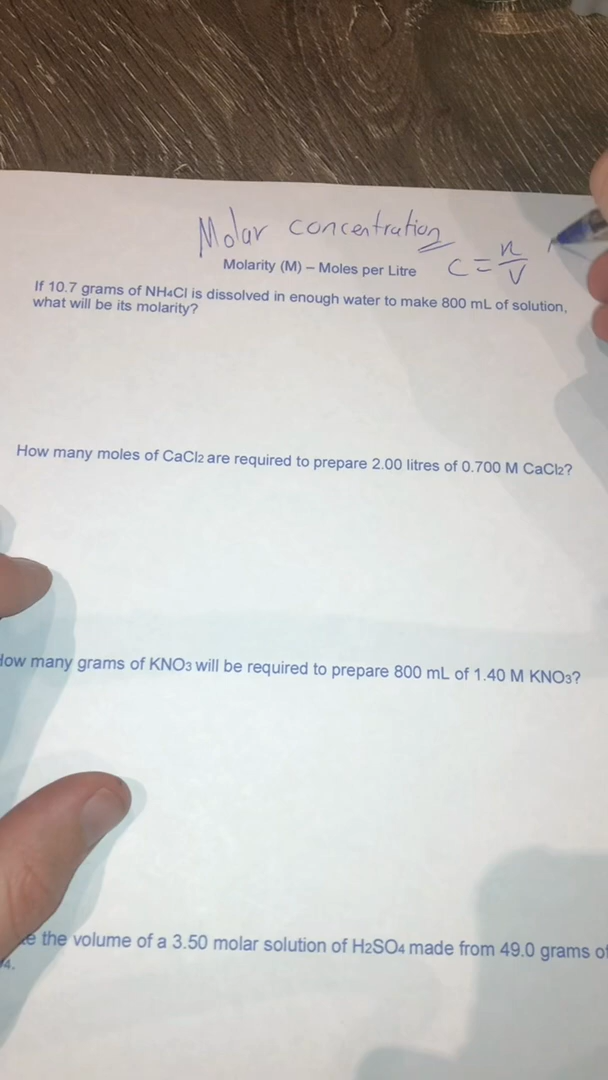 Molar concentration
Molarity (M) – Moles per Litre
c = n/v
If 10.7 grams of NH4Cl is dissolved in enough water to make 800 mL of solution,
what will be its molarity?
How many moles of CaCl2 are required to prepare 2.00 litres of 0.700 M CaCl2?
How many grams of KNO3 will be required to prepare 800 mL of 1.40 M KNO3?
the volume of a 3.50 molar solution of H2SO4 made from 49.0 grams of